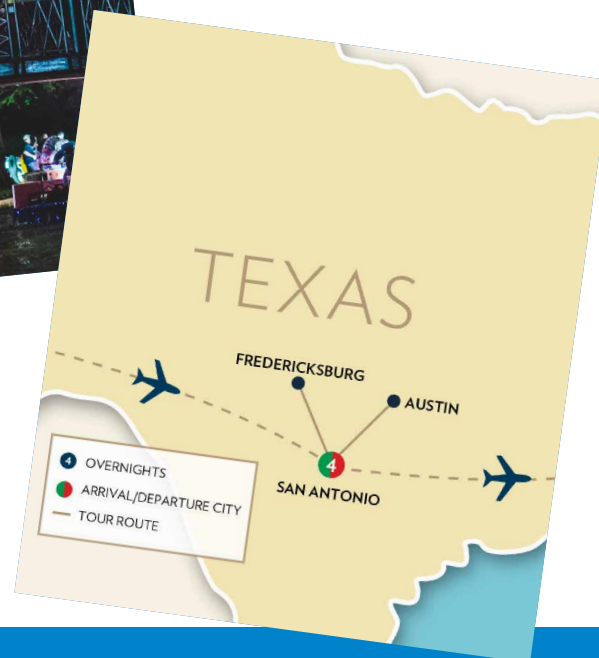 TEXAS
FREDERICKSBURG
AUSTIN
4
SAN ANTONIO
4 OVERNIGHTS
ARRIVAL/DEPARTURE CITY
TOUR ROUTE